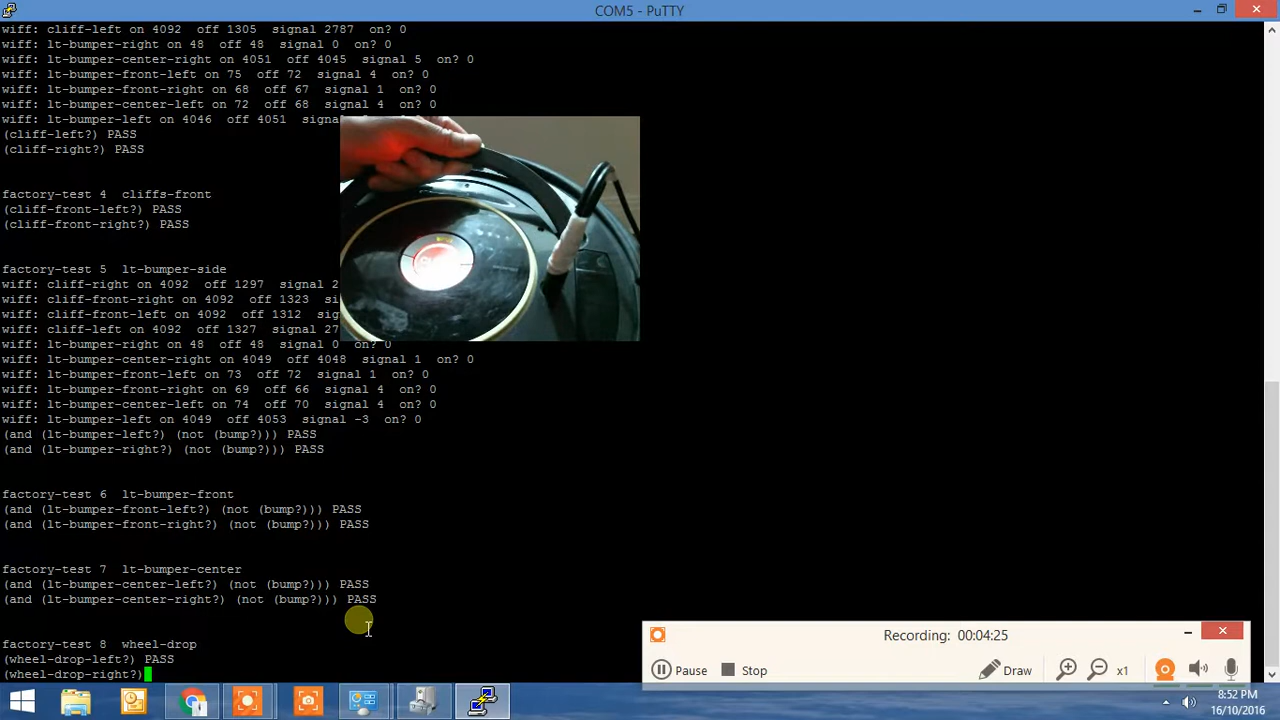 COM5 - PuTTY
wiff: cliff-left on 4092 off 1305 signal 2787 on? 0
wiff: lt-bumper-right on 48 off 48 signal 0 on? 0
wiff: lt-bumper-center-right on 4051 off 4045 signal 5 on? 0
wiff: lt-bumper-front-left on 75 off 72 signal 4 on? 0
wiff: lt-bumper-front-right on 68 off 67 signal 1 on? 0
wiff: lt-bumper-center-left on 72 off 68 signal 4 on? 0
wiff: lt-bumper-left on 4046 off 4051
(cliff-left?) PASS
(cliff-right?) PASS
factory-test 4 cliffs-front
(cliff-front-left?) PASS
(cliff-front-right?) PASS
factory-test 5 lt-bumper-side
wiff: cliff-right on 4092 off 1297 signal 2
wiff: cliff-front-right on 4092 off 1323 si
wiff: cliff-front-left on 4092 off 1312 sig
wiff: cliff-left on 4092 off 1327 signal 27
wiff: lt-bumper-right on 48 off 48 signal 0 on? 0
wiff: lt-bumper-center-right on 4049 off 4048 signal 1 on? 0
wiff: lt-bumper-front-left on 73 off 72 signal 1 on? 0
wiff: lt-bumper-front-right on 69 off 66 signal 4 on? 0
wiff: lt-bumper-center-left on 74 off 70 signal 4 on? 0
wiff: lt-bumper-left on 4049 off 4053 signal -3 on? 0
(and (lt-bumper-left?) (not (bump?))) PASS
(and (lt-bumper-right?) (not (bump?))) PASS
factory-test 6 lt-bumper-front
(and (lt-bumper-front-left?) (not (bump?))) PASS
(and (lt-bumper-front-right?) (not (bump?))) PASS
factory-test 7 lt-bumper-center
(and (lt-bumper-center-left?) (not (bump?))) PASS
(and (lt-bumper-center-right?) (not (bump?))) PASS
factory-test 8 wheel-drop
(wheel-drop-left?) PASS
(wheel-drop-right?)
Recording: 00:04:25
Pause Stop Draw x1
8:52 PM
16/10/2016